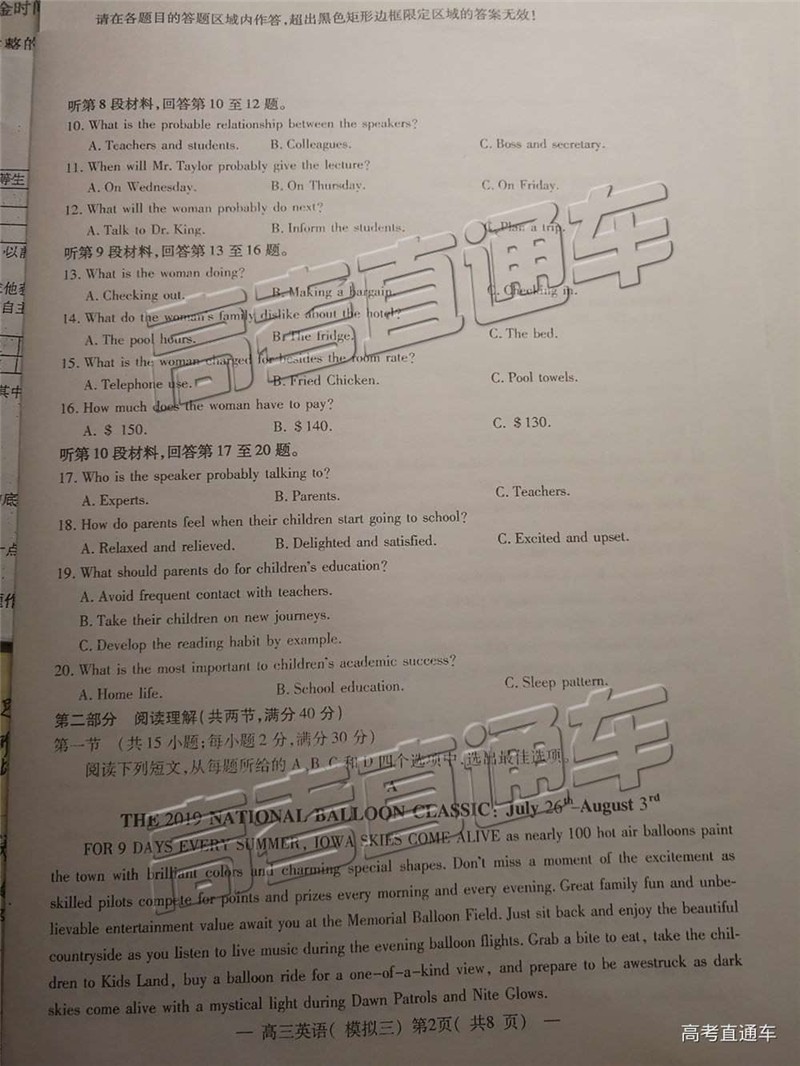 金时间
请在各题目的答题区域内作答,超出黑色矩形边框限定区域的答案无效!
略的
听第8段材料,回答第10至12题。
10. What is the probable relationship between the speakers?
A. Teachers and students. B. Colleagues. C. Boss and secretary.
11. When will Mr. Taylor probably give the lecture?
A. On Wednesday. B. On Thursday. C. On Friday.
12. What will the woman probably do next?
A. Talk to Dr. King. B. Inform the students. C. Plan a trip.
听第9段材料,回答第13至16题。
13. What is the woman doing?
A. Checking out. B. Making a bargain. C. Checking in.
14. What do the woman's family dislike about the hotel?
A. The pool hours. B. The fridge. C. The bed.
15. What is the woman charged for besides the room rate?
A. Telephone use. B. Fried Chicken. C. Pool towels.
16. How much does the woman have to pay?
A. $ 150. B. $140. C. $130.
听第10段材料,回答第17至20题。
17. Who is the speaker probably talking to?
A. Experts. B. Parents. C. Teachers.
18. How do parents feel when their children start going to school?
A. Relaxed and relieved. B. Delighted and satisfied. C. Excited and upset.
19. What should parents do for children's education?
A. Avoid frequent contact with teachers.
B. Take their children on new journeys.
C. Develop the reading habit by example.
20. What is the most important to children's academic success?
A. Home life. B. School education. C. Sleep pattern.
第二部分 阅读理解(共两节,满分40分)
第一节 (共15小题;每小题2分,满分30分)
阅读下列短文,从每题所给的A、B、C和D四个选项中,选出最佳选项。
A
THE 2019 NATIONAL BALLOON CLASSIC: July 26th–August 3rd
FOR 9 DAYS EVERY SUMMER, IOWA SKIES COME ALIVE as nearly 100 hot air balloons paint
the town with brilliant colors and charming special shapes. Don't miss a moment of the excitement as
skilled pilots compete for points and prizes every morning and every evening. Great family fun and unbe-
lievable entertainment value await you at the Memorial Balloon Field. Just sit back and enjoy the beautiful
countryside as you listen to live music during the evening balloon flights. Grab a bite to eat, take the chil-
dren to Kids Land, buy a balloon ride for a one-of-a-kind view, and prepare to be awestruck as dark
skies come alive with a mystical light during Dawn Patrols and Nite Glows.
— 高三英语( 模拟三) 第2页( 共8 页) —
高考直通车
高考直通车
高考直通车